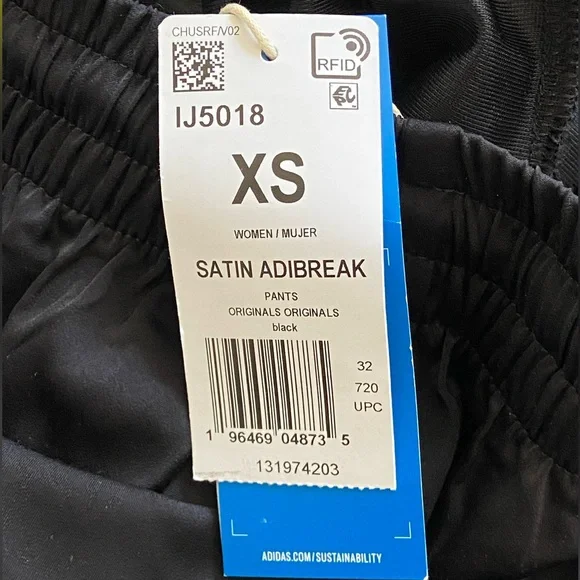 CHUSRF/V02
RFID
IJ5018
XS
WOMEN / MUJER
SATIN ADIBREAK
PANTS
ORIGINALS ORIGINALS
black
32
720
UPC
1 96469 04873 5
131974203
ADIDAS.COM/SUSTAINABILITY